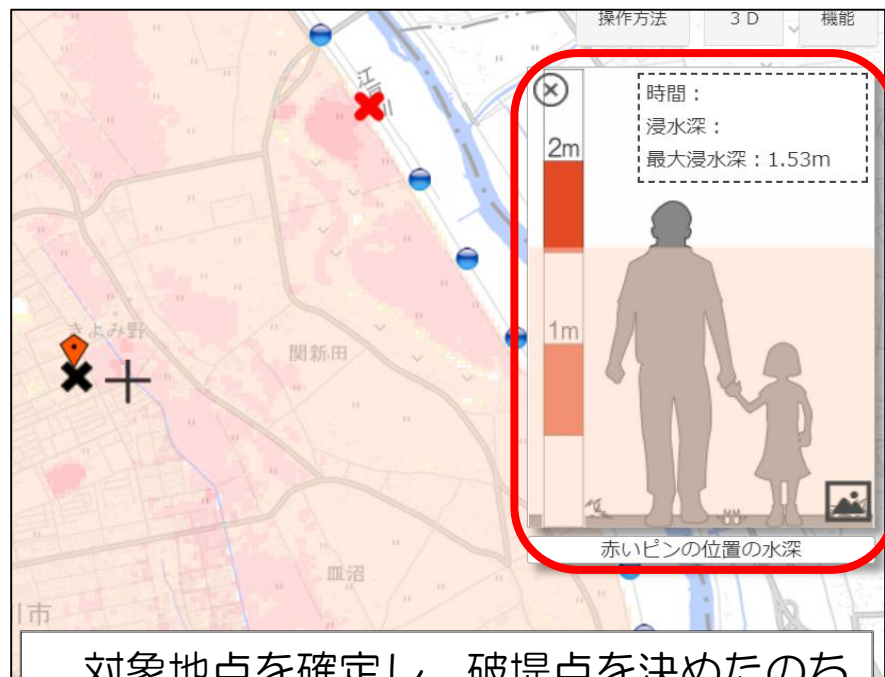 操作方法
3D
機能
江戸川
時間：
浸水深：
最大浸水深：1.53m
2m
1m
きよみ野
関新田
赤いピンの位置の水深
皿沼
川市
対象地点を確定し、破堤点を決めたのち